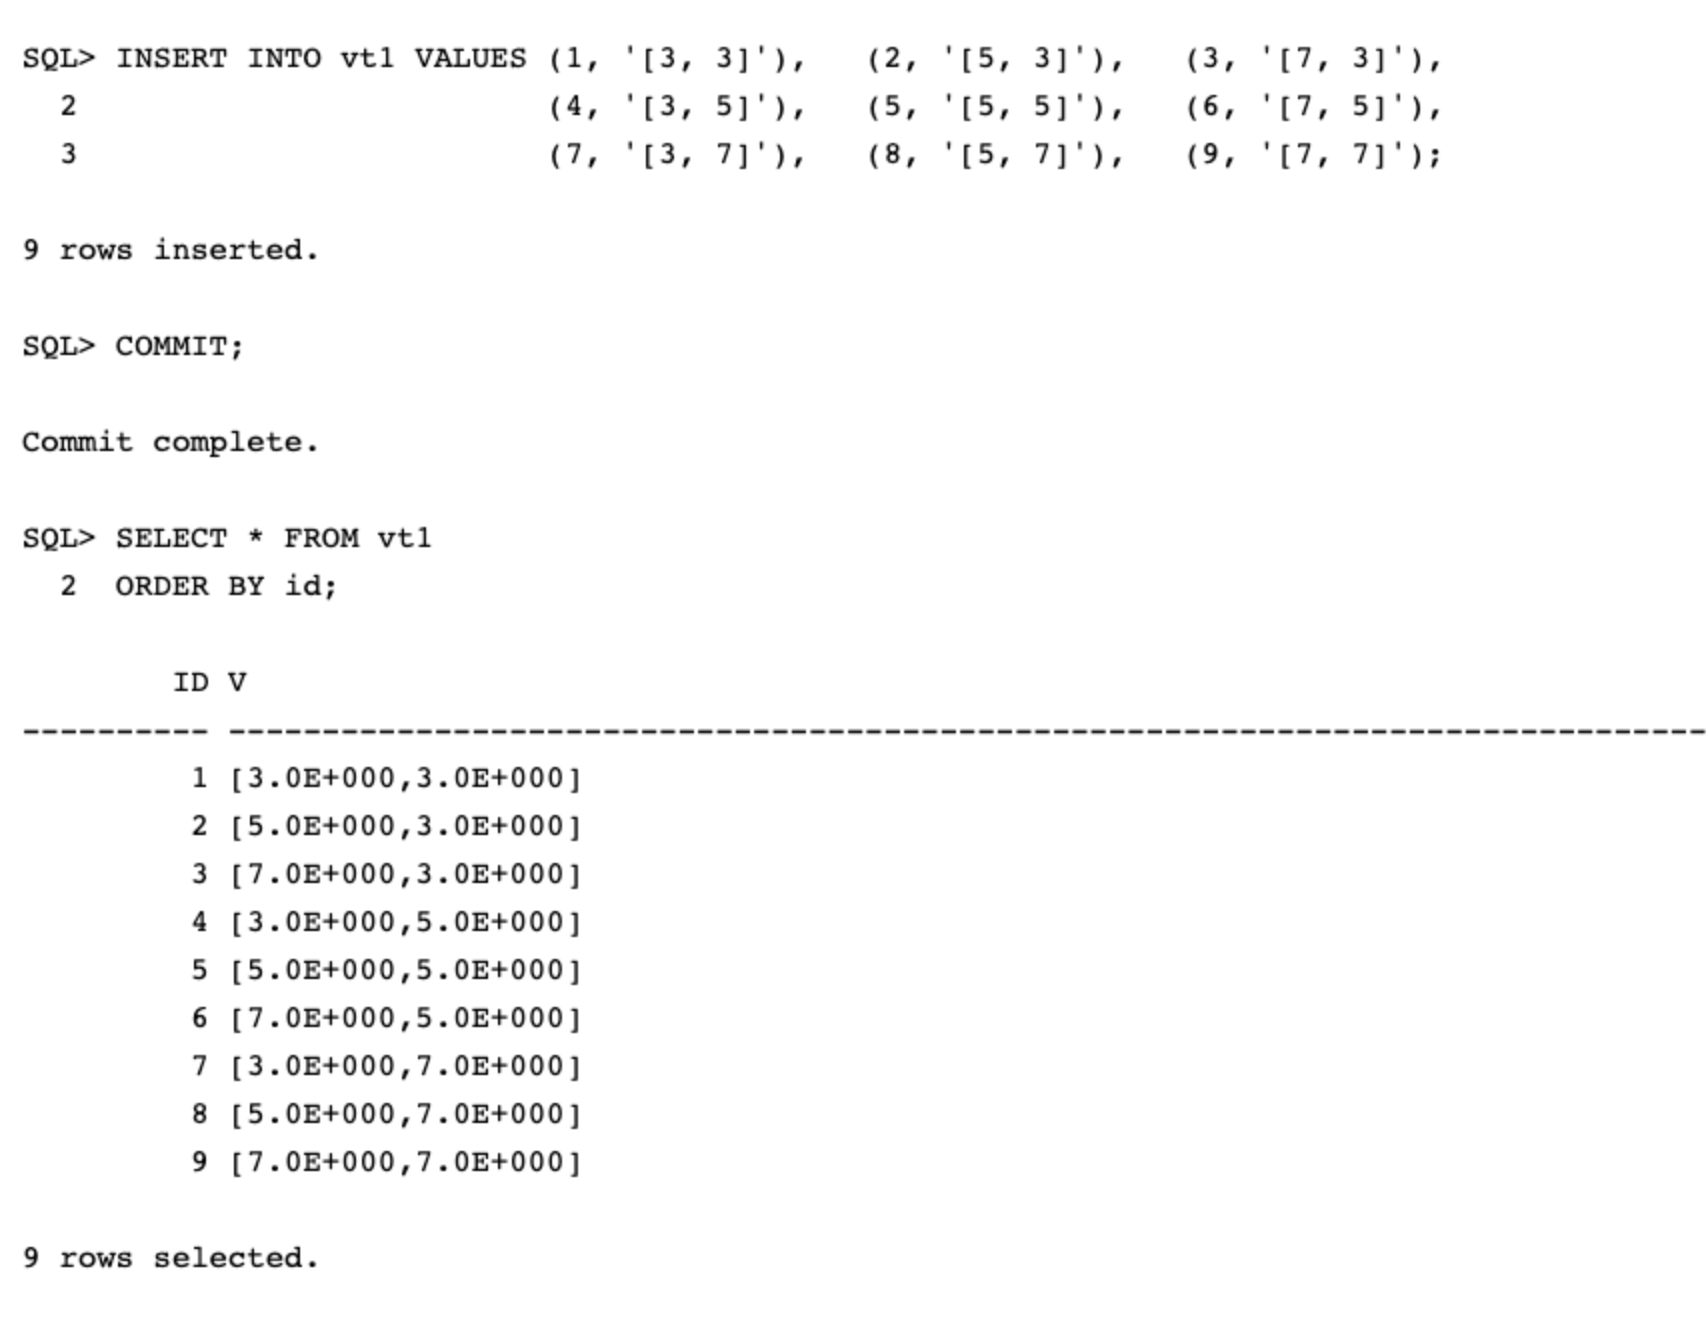 SQL> INSERT INTO vt1 VALUES (1, '[3, 3]'),   (2, '[5, 3]'),   (3, '[7, 3]'),
  2                         (4, '[3, 5]'),   (5, '[5, 5]'),   (6, '[7, 5]'),
  3                         (7, '[3, 7]'),   (8, '[5, 7]'),   (9, '[7, 7]');
9 rows inserted.
SQL> COMMIT;
Commit complete.
SQL> SELECT * FROM vt1
  2  ORDER BY id;
        ID V
---------- -------------------------------------------------------------------------------
         1 [3.0E+000,3.0E+000]
         2 [5.0E+000,3.0E+000]
         3 [7.0E+000,3.0E+000]
         4 [3.0E+000,5.0E+000]
         5 [5.0E+000,5.0E+000]
         6 [7.0E+000,5.0E+000]
         7 [3.0E+000,7.0E+000]
         8 [5.0E+000,7.0E+000]
         9 [7.0E+000,7.0E+000]
9 rows selected.